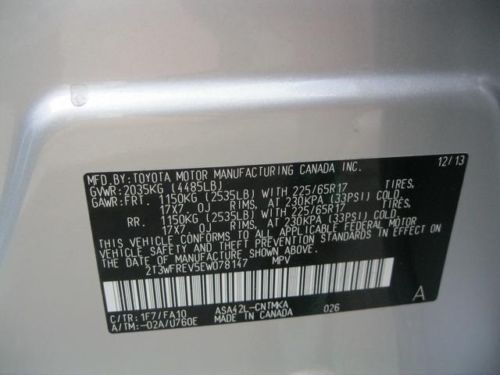 MFD. BY: TOYOTA MOTOR MANUFACTURING CANADA INC. 12/13
GVWR: 2035KG (4485LB)
GAWR: FRT. 1150KG (2535LB) WITH 225/65R17 TIRES,
17X7 OJ RIMS, AT 230KPA (33PSI) COLD.
RR. 1150KG (2535LB) WITH 225/65R17 TIRES,
17X7 OJ RIMS, AT 230KPA (33PSI) COLD.
THIS VEHICLE CONFORMS TO ALL APPLICABLE FEDERAL MOTOR
VEHICLE SAFETY AND THEFT PREVENTION STANDARDS IN EFFECT
ON THE DATE OF MANUFACTURE SHOWN ABOVE.
2T3WFREV5EW078147 MPV
C/TR: 1F7/FA10 ASA42L-CNTMKA 026 A
A/TM: -02A/U760E MADE IN CANADA